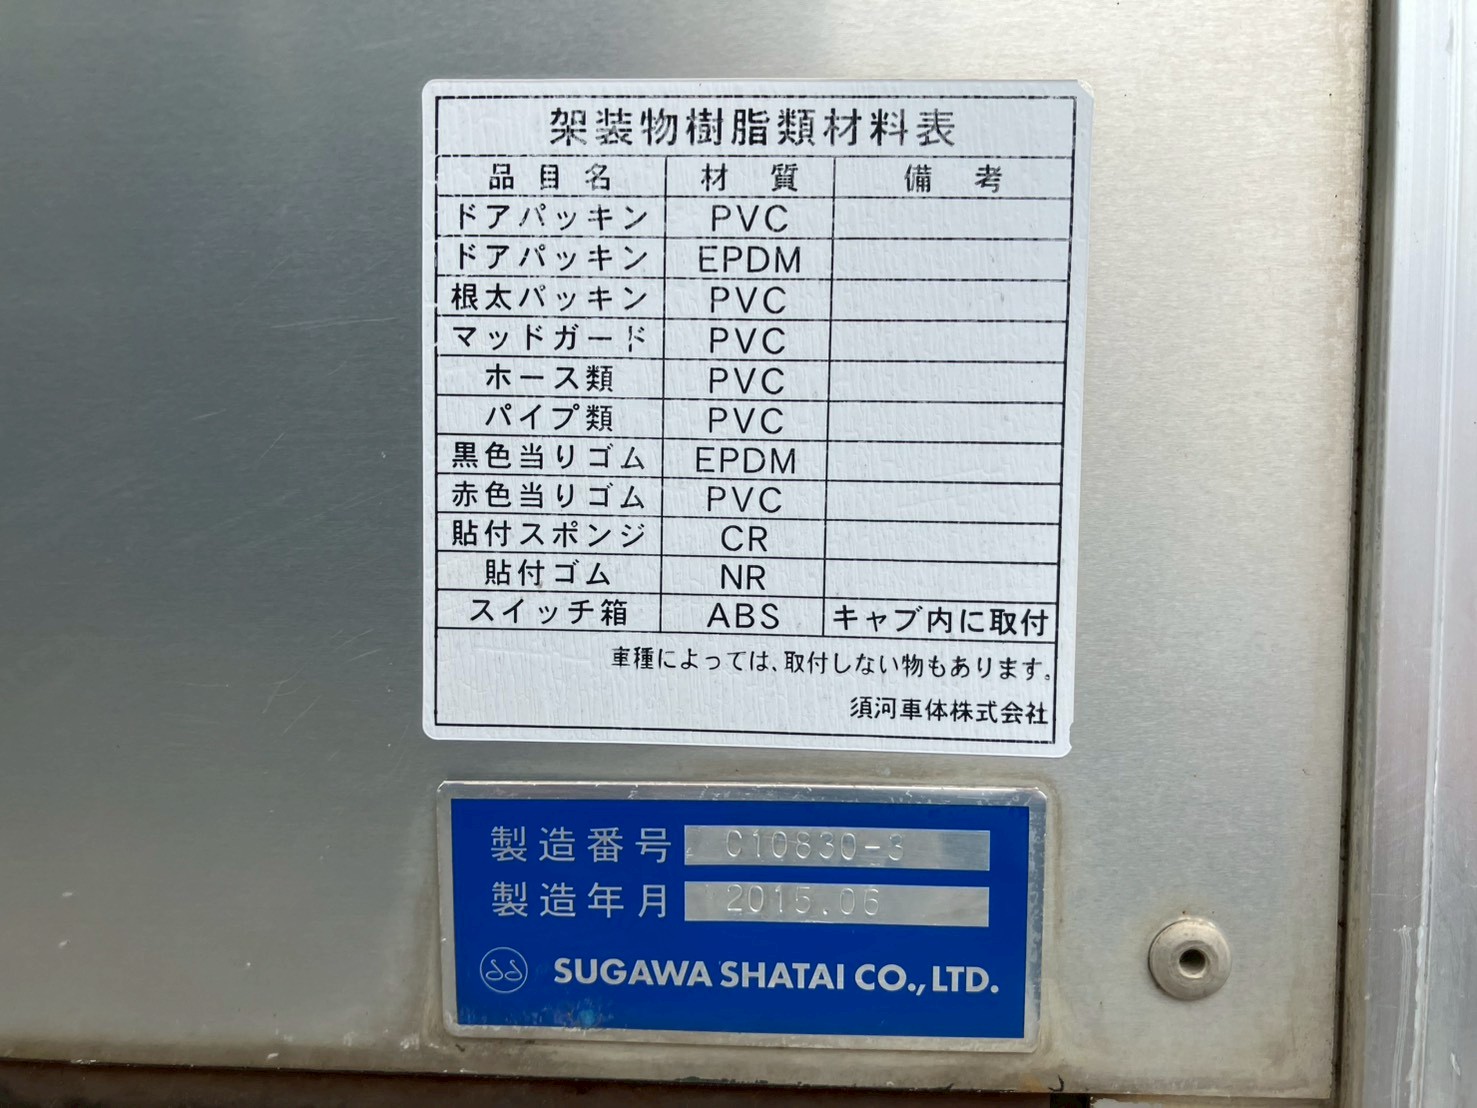 架装物樹脂類材料表
品目名 材質 備考
ドアパッキン PVC
ドアパッキン EPDM
根太パッキン PVC
マッドガード PVC
ホース類 PVC
パイプ類 PVC
黒色当りゴム EPDM
赤色当りゴム PVC
貼付スポンジ CR
貼付ゴム NR
スイッチ箱 ABS キャブ内に取付
車種によっては、取付しない物もあります。
須河車体株式会社
製造番号 C10830-3
製造年月 2015.06
SUGAWA SHATAI CO., LTD.